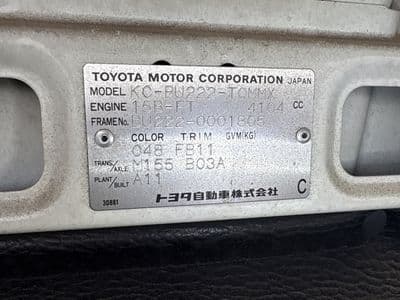 TOYOTA MOTOR CORPORATION JAPAN
MODEL KC-BU222-TQMMX
ENGINE 15B-FT 4104 CC
FRAME No. BU222-0001805
COLOR TRIM GVM(KG)
048 FB11
TRANS./AXLE M155 B03A
PLANT/BUILT A11
C
トヨタ自動車株式会社
30881